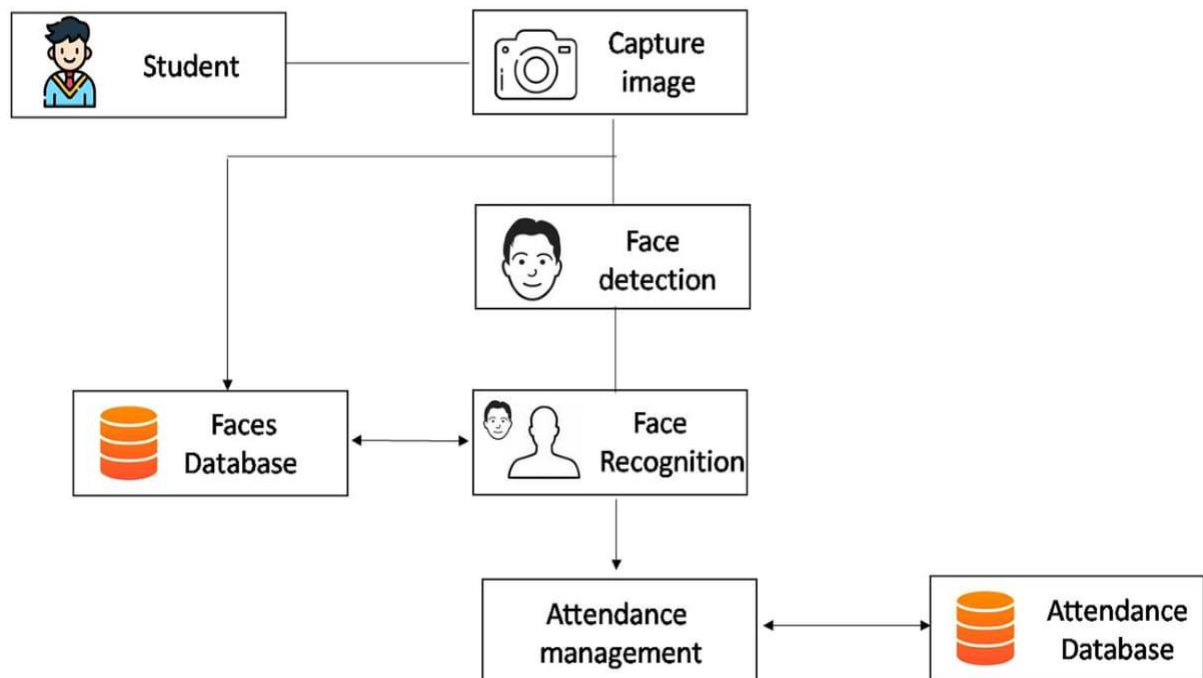 Student
Capture
image
Face
detection
Faces
Database
Face
Recognition
Attendance
management
Attendance
Database